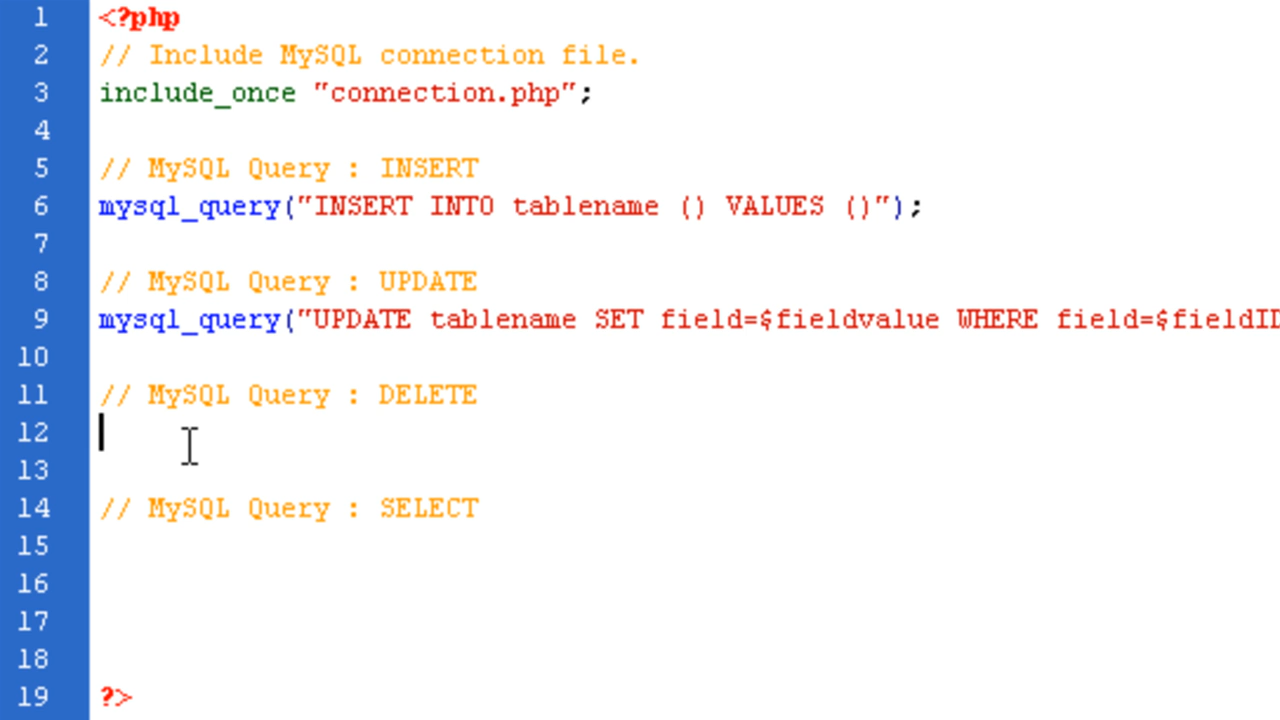 1 <?php
2 // Include MySQL connection file.
3 include_once "connection.php";
4
5 // MySQL Query : INSERT
6 mysql_query("INSERT INTO tablename () VALUES ()");
7
8 // MySQL Query : UPDATE
9 mysql_query("UPDATE tablename SET field=$fieldvalue WHERE field=$fieldID
10
11 // MySQL Query : DELETE
12
13
14 // MySQL Query : SELECT
15
16
17
18
19 ?>